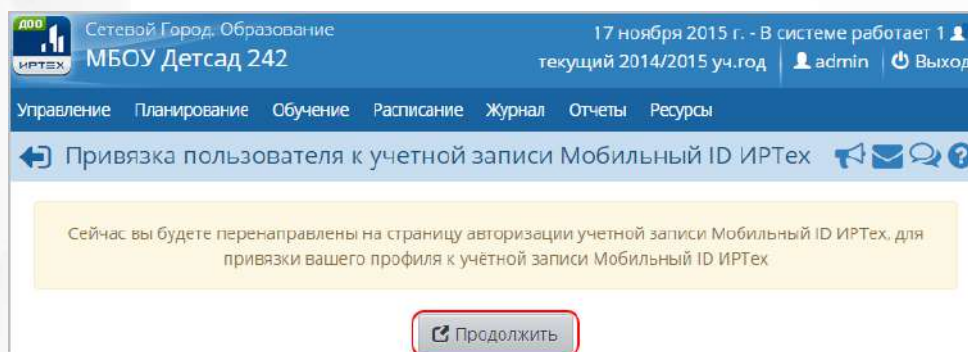 ДОО
ИРТЕХ
Сетевой Город. Образование
МБОУ Детсад 242
17 ноября 2015 г. - В системе работает 1
текущий 2014/2015 уч.год
admin
Выход
Управление Планирование Обучение Расписание Журнал Отчеты Ресурсы
Привязка пользователя к учетной записи Мобильный ID ИРТех
Сейчас вы будете перенаправлены на страницу авторизации учетной записи Мобильный ID ИРТех, для
привязки вашего профиля к учётной записи Мобильный ID ИРТех
Продолжить